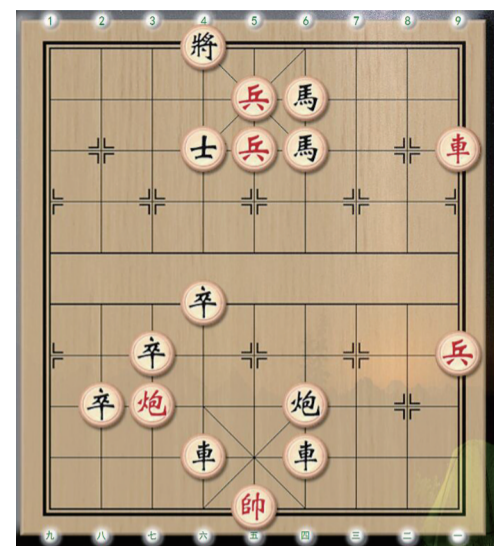 1 2 3 4 5 6 7 8 9
將
兵 馬
士 兵 馬 車
卒
卒 兵
卒 炮 炮
車 車
帥
九 八 七 六 五 四 三 二 一